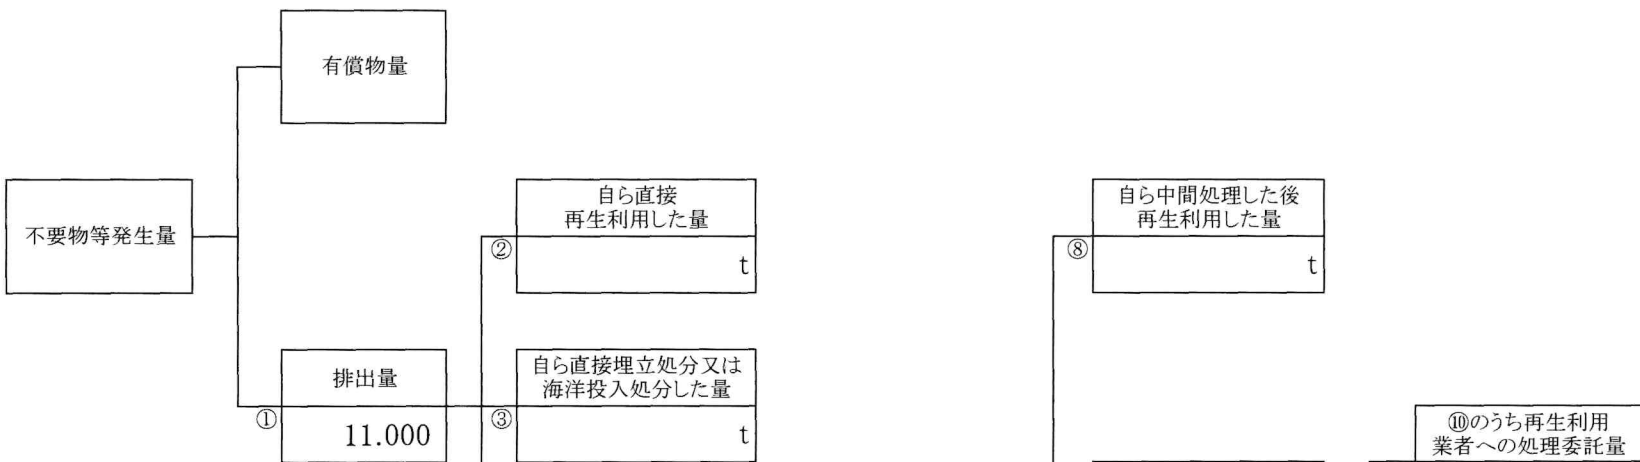 有償物量
不要物等発生量
自ら直接
再生利用した量
②
t
自ら中間処理した後
再生利用した量
⑧
t
排出量
①
11.000
自ら直接埋立処分又は
海洋投入処分した量
③
t
⑩のうち再生利用
業者への処理委託量